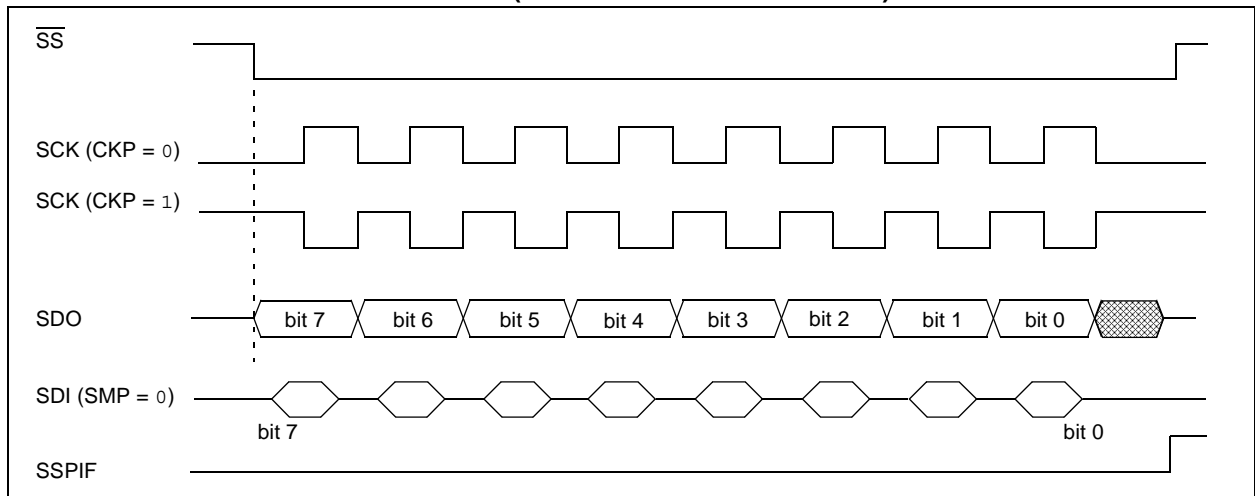 SS
SCK (CKP = 0)
SCK (CKP = 1)
SDO bit 7 bit 6 bit 5 bit 4 bit 3 bit 2 bit 1 bit 0
SDI (SMP = 0)
bit 7 bit 0
SSPIF